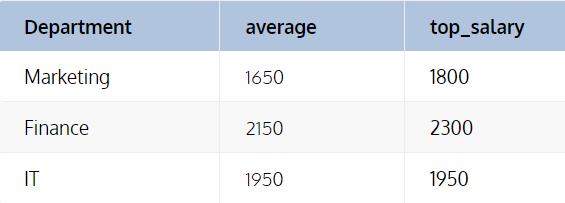 Department average top_salary
Marketing 1650 1800
Finance 2150 2300
IT 1950 1950